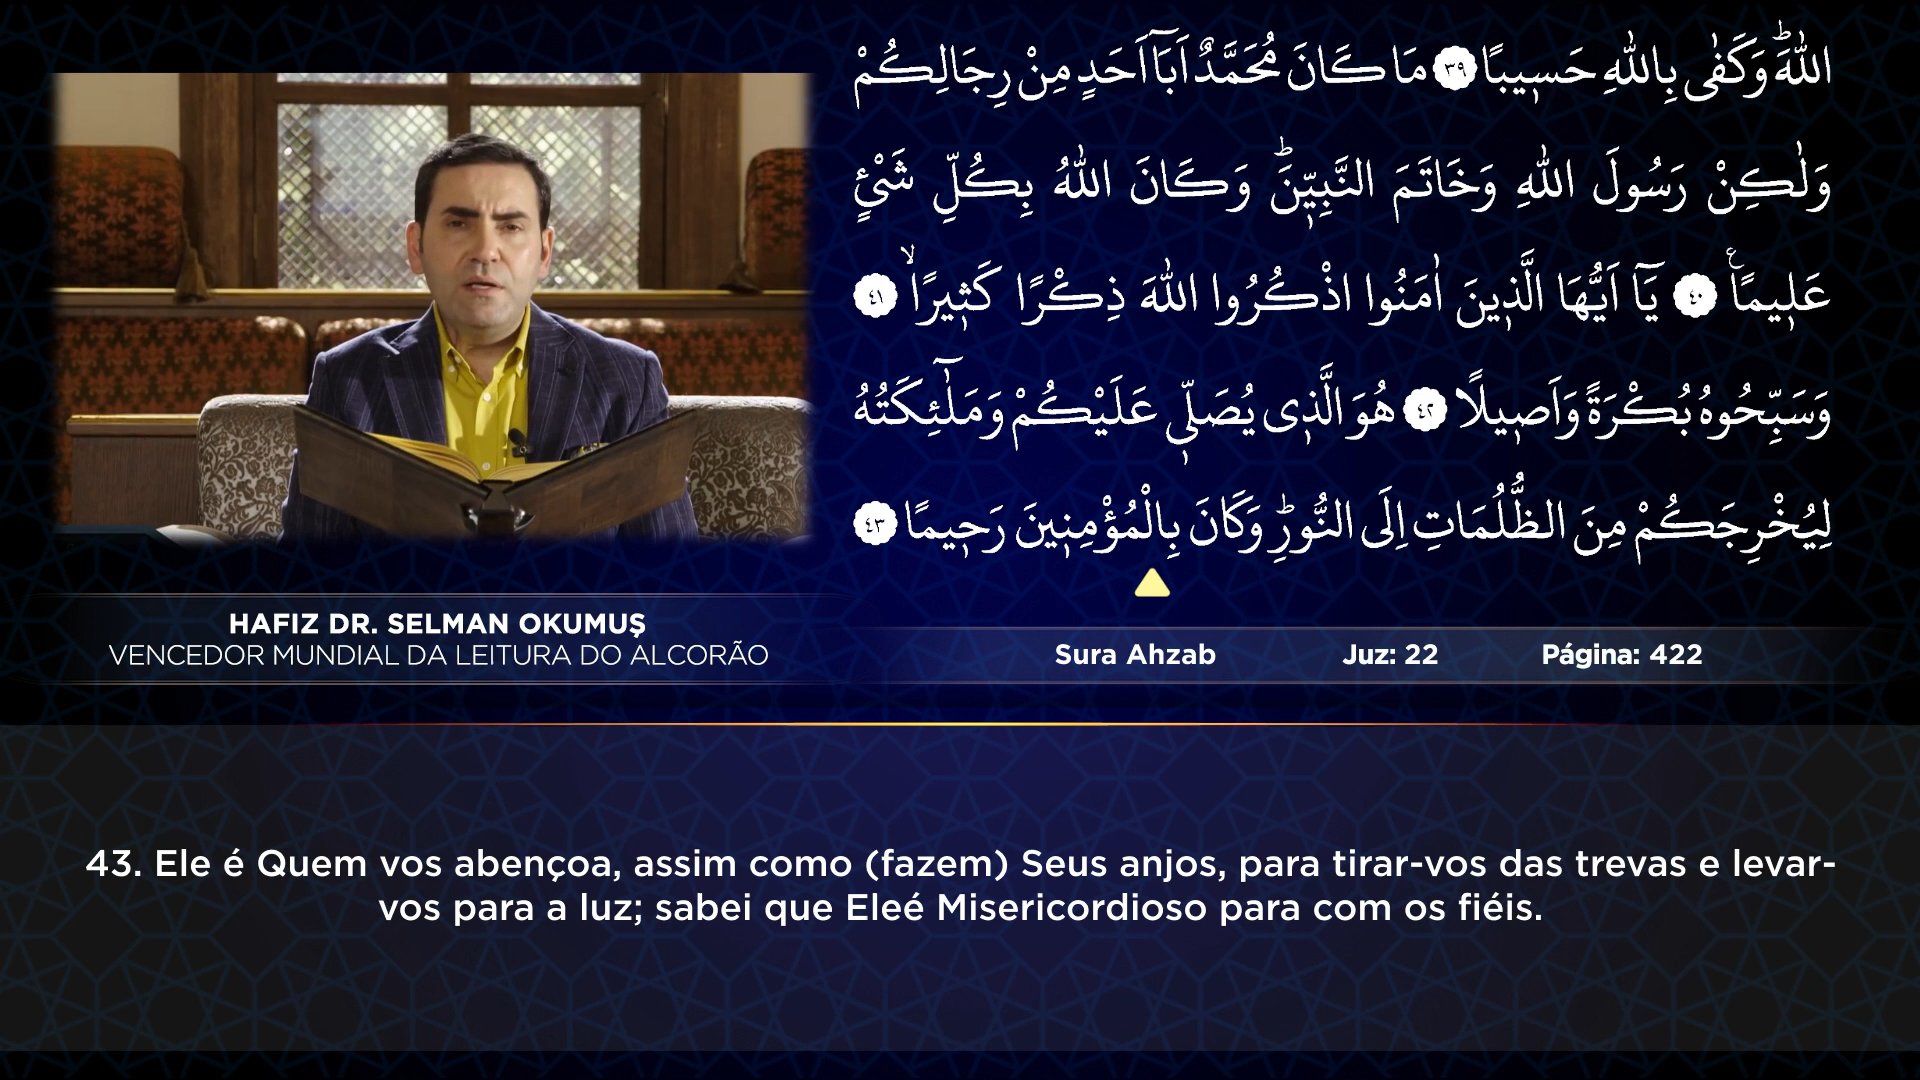 اللّٰهَۜ وَكَفٰى بِاللّٰهِ حَس۪يبًا ﴿٣٩﴾ مَا كَانَ مُحَمَّدٌ اَبَٓا اَحَدٍ مِنْ رِجَالِكُمْ
وَلٰكِنْ رَسُولَ اللّٰهِ وَخَاتَمَ النَّبِيّ۪نَۜ وَكَانَ اللّٰهُ بِكُلِّ شَيْءٍ
عَل۪يمًاۚ ﴿٤٠﴾ يَٓا اَيُّهَا الَّذ۪ينَ اٰمَنُوا اذْكُرُوا اللّٰهَ ذِكْرًا كَث۪يرًاۙ ﴿٤١﴾
وَسَبِّحُوهُ بُكْرَةً وَاَص۪يلًا ﴿٤٢﴾ هُوَ الَّذ۪ي يُصَلّ۪ي عَلَيْكُمْ وَمَلٰٓئِكَتُهُ
لِيُخْرِجَكُمْ مِنَ الظُّلُمَاتِ اِلَى النُّورِۜ وَكَانَ بِالْمُؤْمِن۪ينَ رَح۪يمًا ﴿٤٣﴾
HAFIZ DR. SELMAN OKUMUŞ
VENCEDOR MUNDIAL DA LEITURA DO ALCORÃO
Sura Ahzab Juz: 22 Página: 422
43. Ele é Quem vos abençoa, assim como (fazem) Seus anjos, para tirar-vos das trevas e levar-
vos para a luz; sabei que Eleé Misericordioso para com os fiéis.